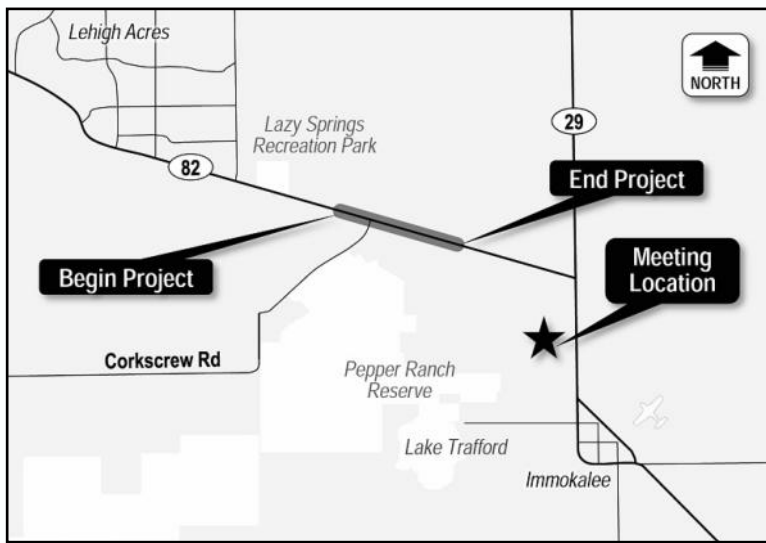 Lehigh Acres
NORTH
Lazy Springs
Recreation Park
29
82
End Project
Begin Project
Meeting
Location
Corkscrew Rd
Pepper Ranch
Reserve
Lake Trafford
Immokalee